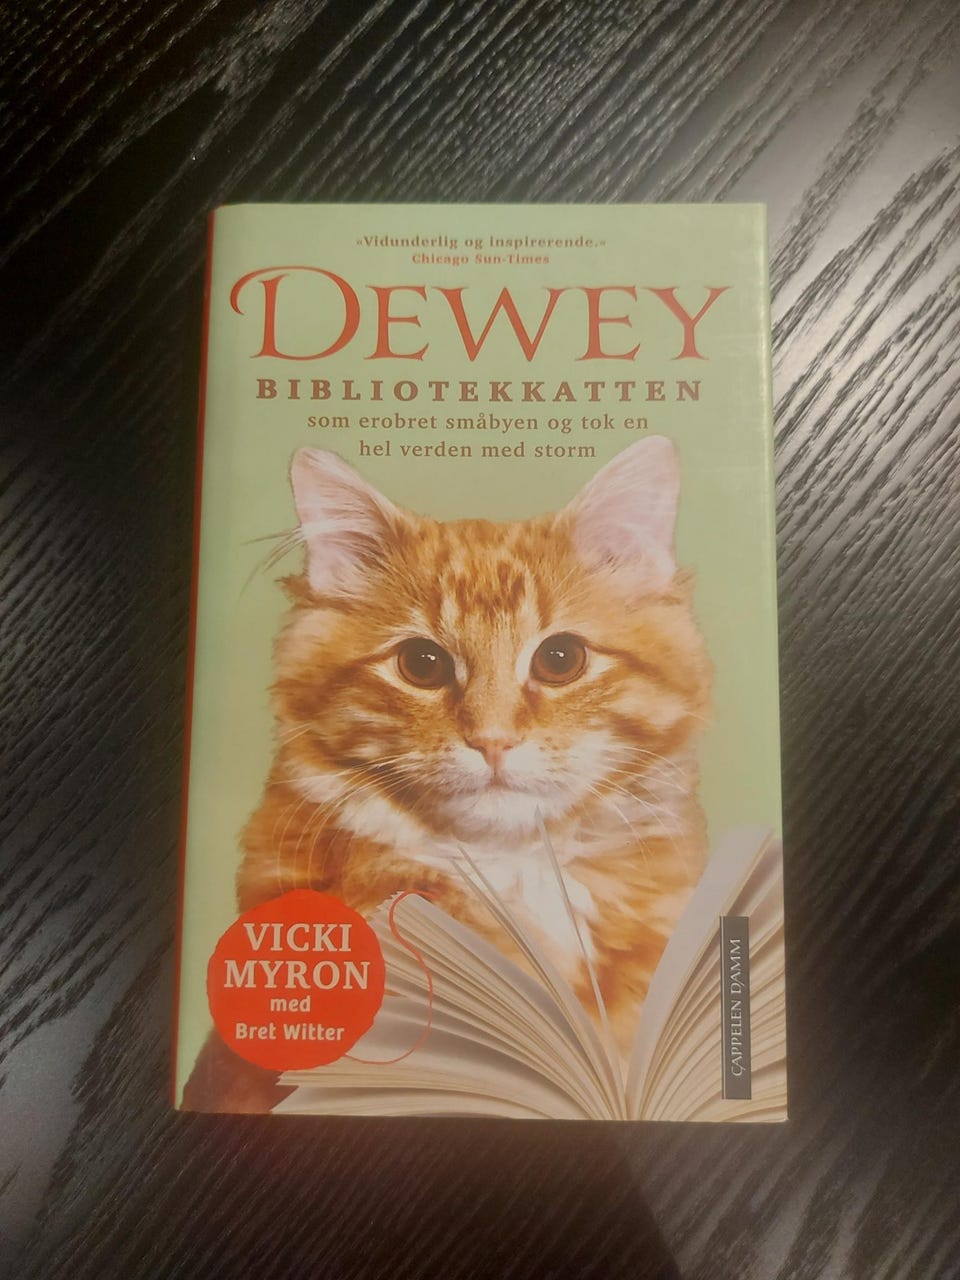 »Vidunderlig og inspirerende.«
Chicago Sun-Times
DEWEY
BIBLIOTEKKATTEN
som erobret småbyen og tok en
hel verden med storm
VICKI
MYRON
med
Bret Witter
CAPPELEN DAMM